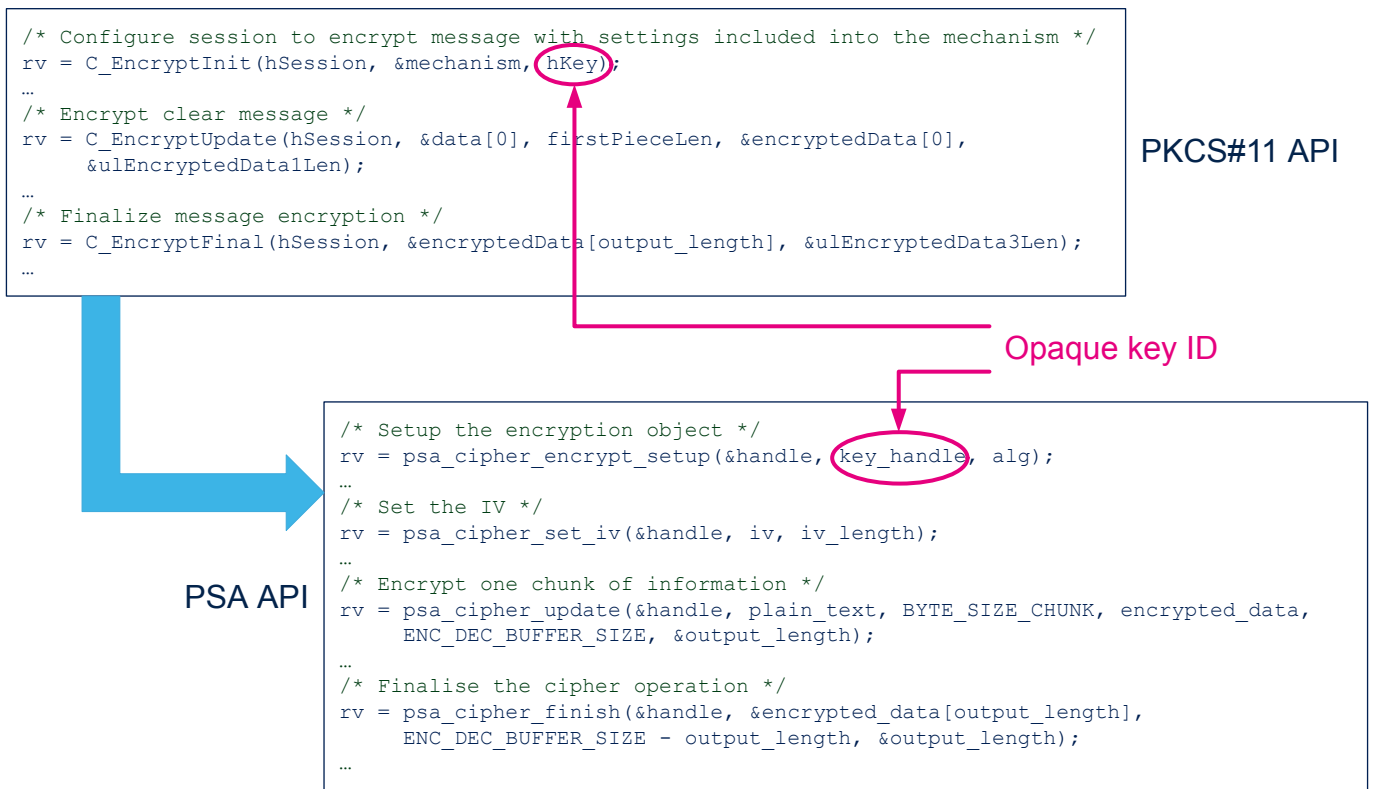 /* Configure session to encrypt message with settings included into the mechanism */
rv = C_EncryptInit(hSession, &mechanism, hKey);
…
/* Encrypt clear message */
rv = C_EncryptUpdate(hSession, &data[0], firstPieceLen, &encryptedData[0],
&ulEncryptedData1Len);
…
/* Finalize message encryption */
rv = C_EncryptFinal(hSession, &encryptedData[output_length], &ulEncryptedData3Len);
…
PKCS#11 API
Opaque key ID
PSA API
/* Setup the encryption object */
rv = psa_cipher_encrypt_setup(&handle, key_handle, alg);
…
/* Set the IV */
rv = psa_cipher_set_iv(&handle, iv, iv_length);
…
/* Encrypt one chunk of information */
rv = psa_cipher_update(&handle, plain_text, BYTE_SIZE_CHUNK, encrypted_data,
ENC_DEC_BUFFER_SIZE, &output_length);
…
/* Finalise the cipher operation */
rv = psa_cipher_finish(&handle, &encrypted_data[output_length],
ENC_DEC_BUFFER_SIZE - output_length, &output_length);
…